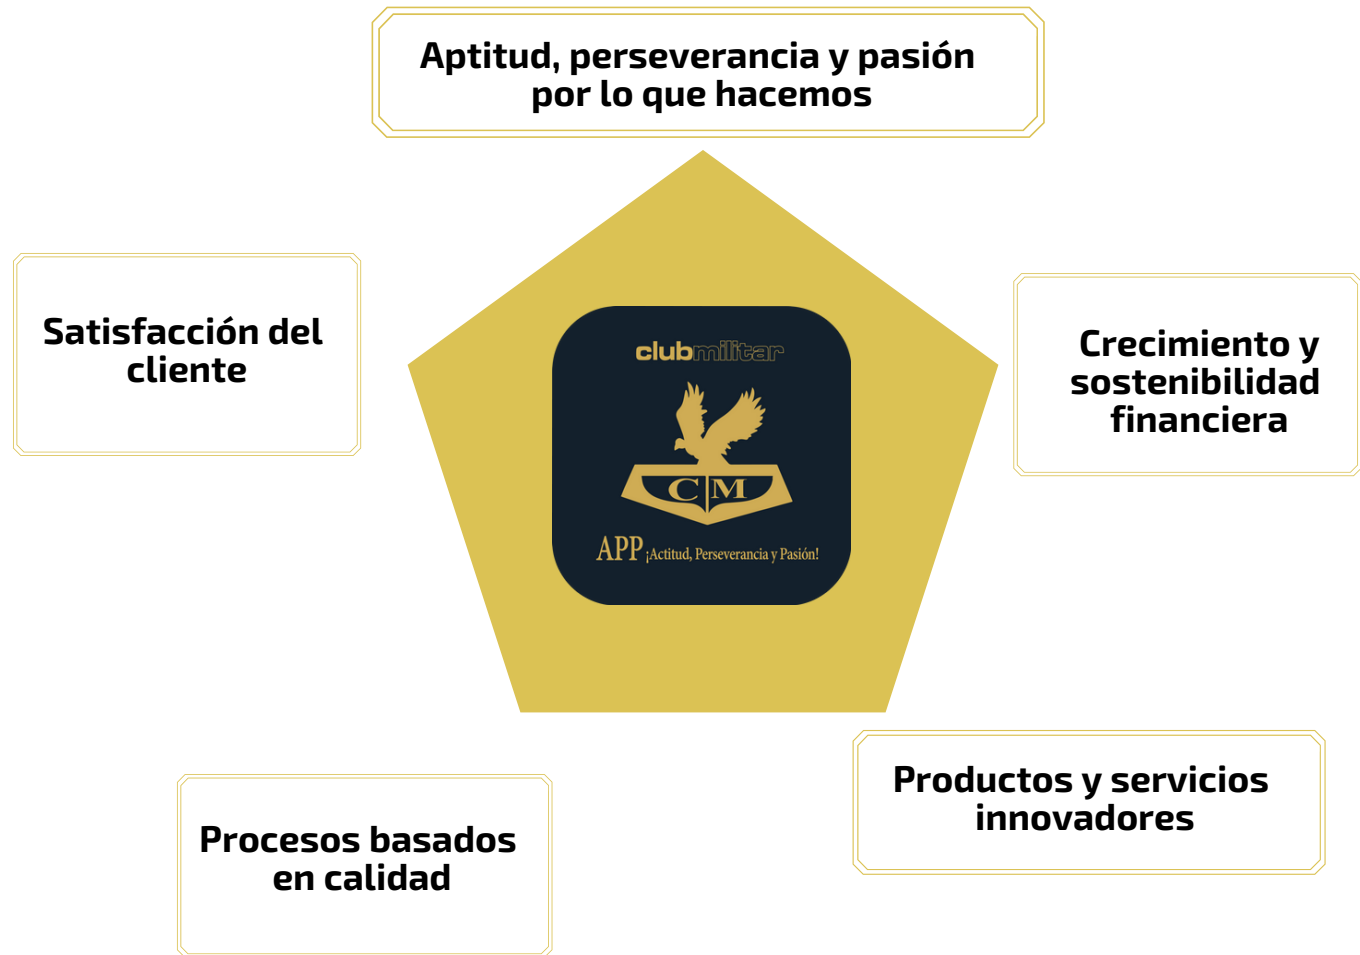 Aptitud, perseverancia y pasión
por lo que hacemos
Satisfacción del
cliente
Crecimiento y
sostenibilidad
financiera
clubmilitar
C M
APP ¡Actitud, Perseverancia y Pasión!
Productos y servicios
innovadores
Procesos basados
en calidad